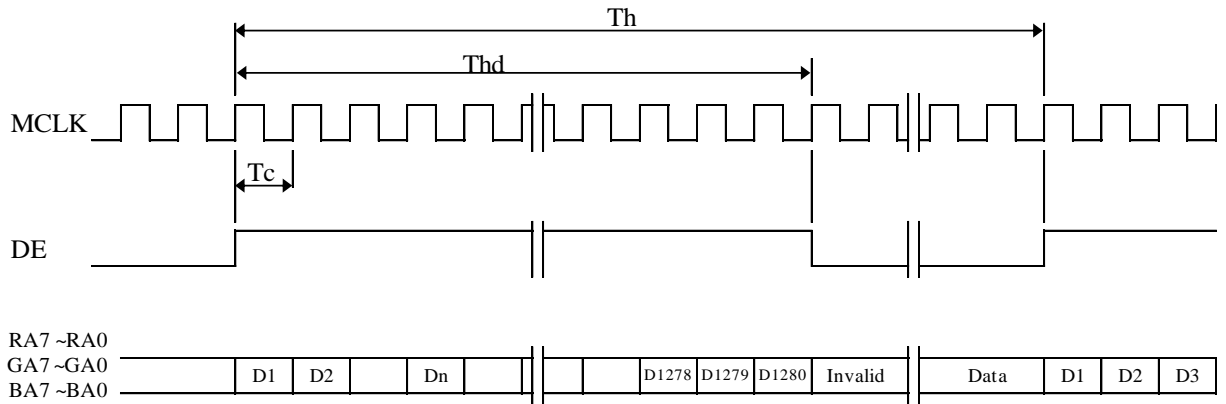 Th
Thd
MCLK
Tc
DE
RA7 ~RA0
GA7 ~GA0
BA7 ~BA0
D1 D2 Dn D1278 D1279 D1280 Invalid Data D1 D2 D3